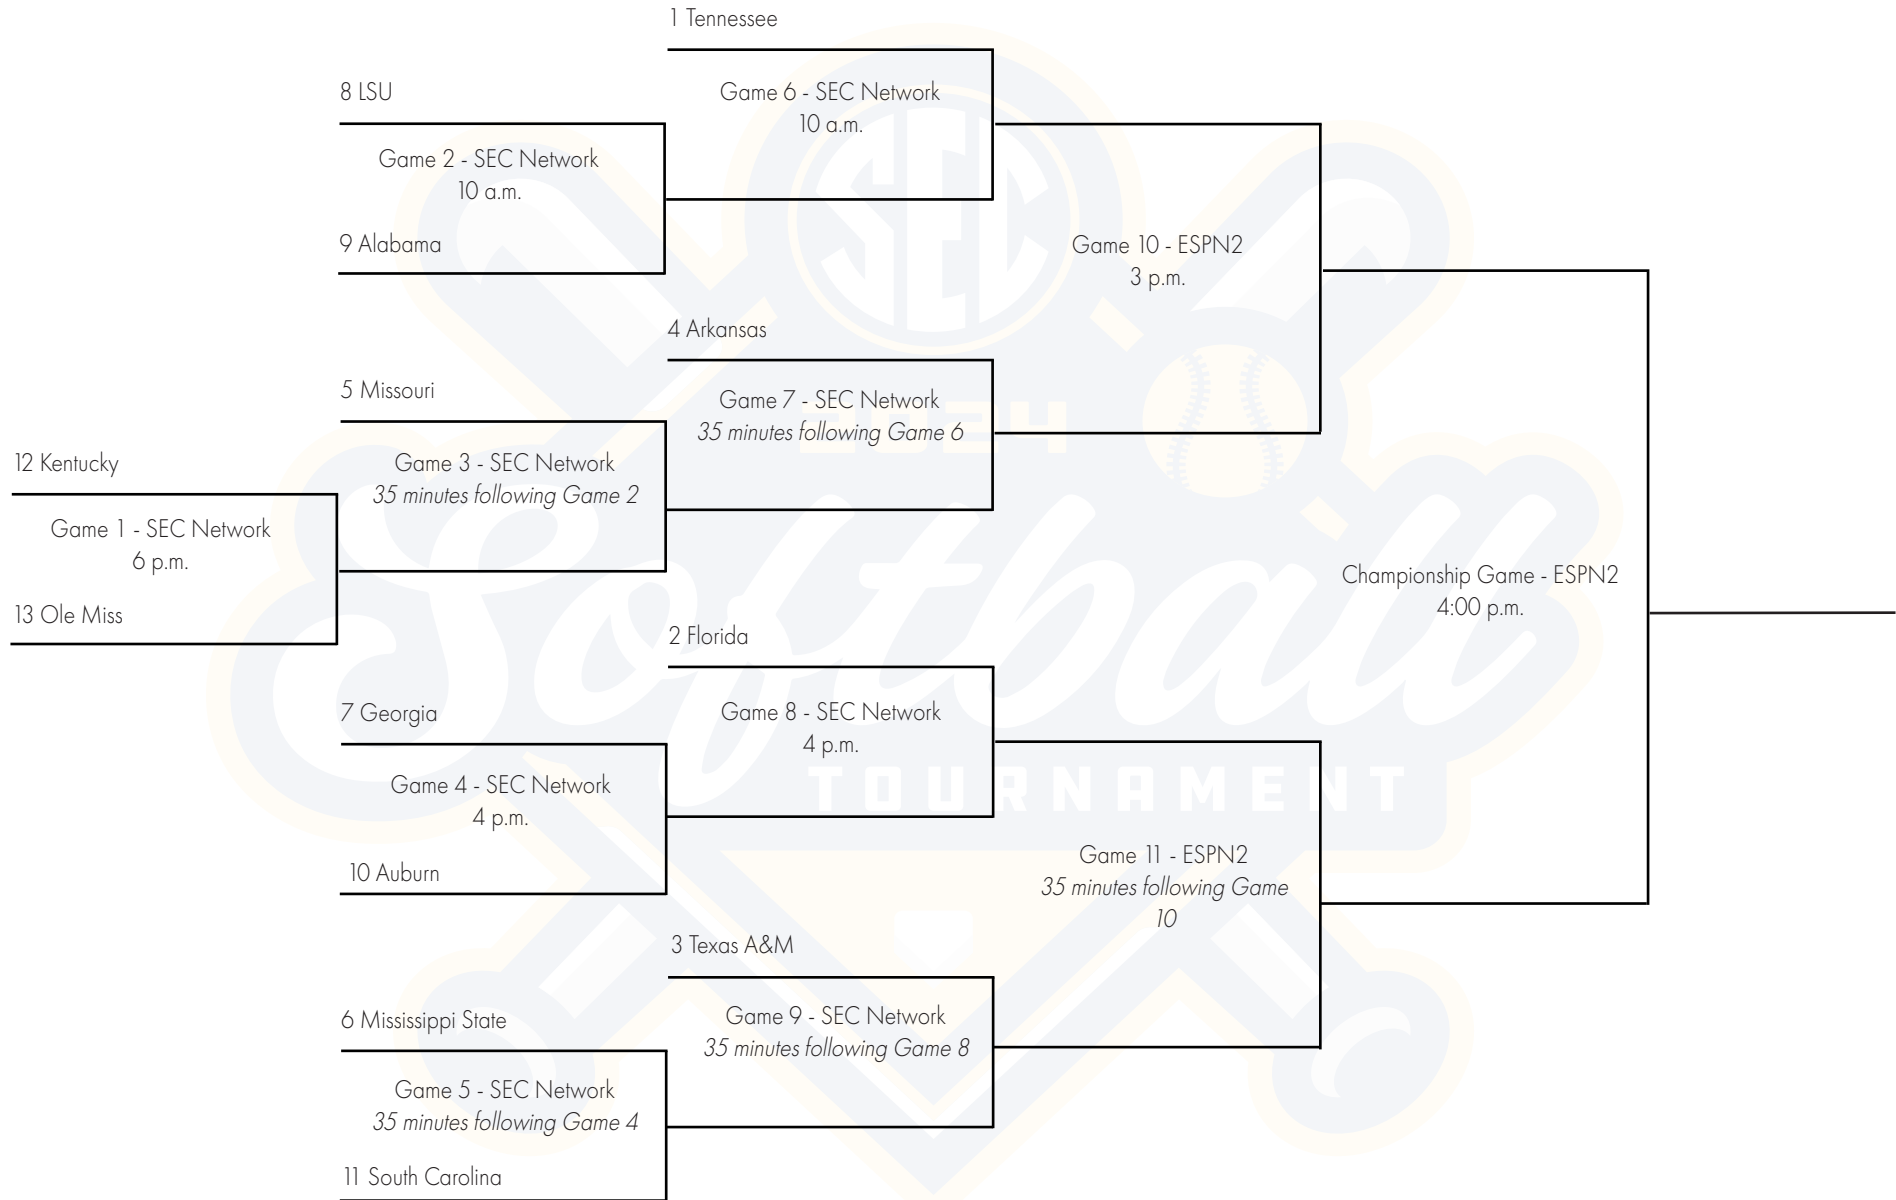 1 Tennessee
8 LSU
Game 6 - SEC Network
10 a.m.
Game 2 - SEC Network
10 a.m.
9 Alabama
Game 10 - ESPN2
3 p.m.
4 Arkansas
5 Missouri
Game 7 - SEC Network
35 minutes following Game 6
12 Kentucky
Game 3 - SEC Network
35 minutes following Game 2
Game 1 - SEC Network
6 p.m.
13 Ole Miss
Championship Game - ESPN2
4:00 p.m.
2 Florida
7 Georgia
Game 8 - SEC Network
4 p.m.
Game 4 - SEC Network
4 p.m.
10 Auburn
Game 11 - ESPN2
35 minutes following Game
10
3 Texas A&M
6 Mississippi State
Game 9 - SEC Network
35 minutes following Game 8
Game 5 - SEC Network
35 minutes following Game 4
11 South Carolina
SEC
2024
Softball
TOURNAMENT